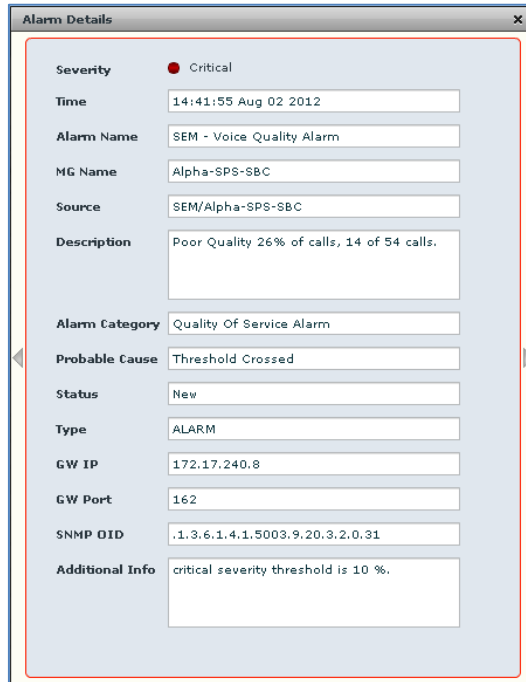 Alarm Details
Severity Critical
Time 14:41:55 Aug 02 2012
Alarm Name SEM - Voice Quality Alarm
MG Name Alpha-SPS-SBC
Source SEM/Alpha-SPS-SBC
Description Poor Quality 26% of calls, 14 of 54 calls.
Alarm Category Quality Of Service Alarm
Probable Cause Threshold Crossed
Status New
Type ALARM
GW IP 172.17.240.8
GW Port 162
SNMP OID .1.3.6.1.4.1.5003.9.20.3.2.0.31
Additional Info critical severity threshold is 10 %.